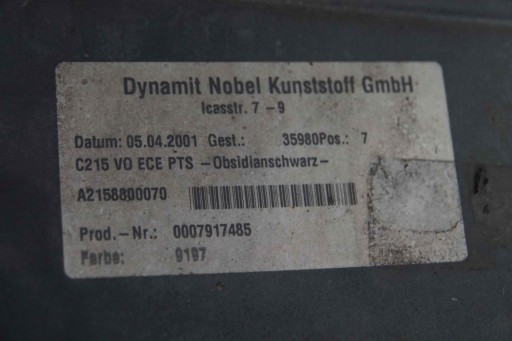 Dynamit Nobel Kunststoff GmbH
Icasstr. 7 - 9
Datum: 05.04.2001 Gest.: 35980Pos.: 7
C215 VO ECE PTS -Obsidianschwarz-
A2158800070
Prod.-Nr.: 0007917485
Farbe: 9197